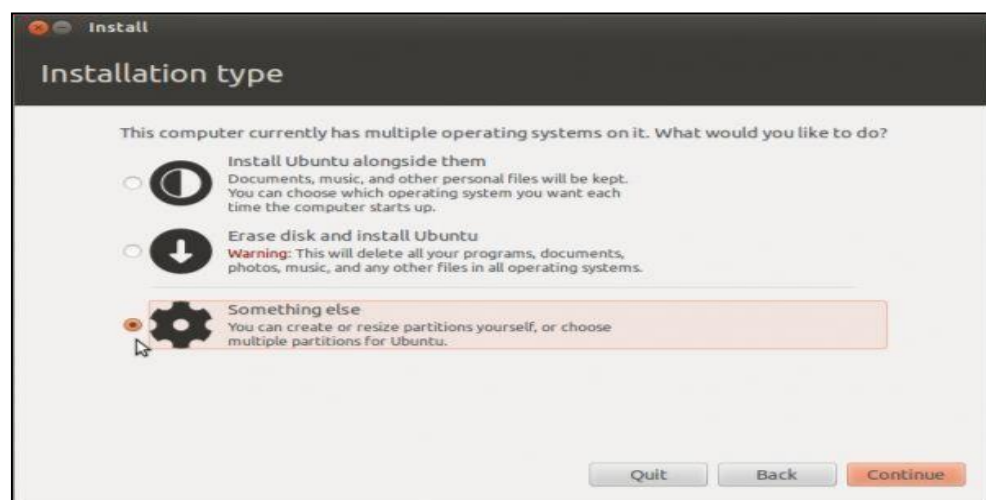 Install
Installation type
This computer currently has multiple operating systems on it. What would you like to do?
Install Ubuntu alongside them
Documents, music, and other personal files will be kept.
You can choose which operating system you want each
time the computer starts up.
Erase disk and install Ubuntu
Warning: This will delete all your programs, documents,
photos, music, and any other files in all operating systems.
Something else
You can create or resize partitions yourself, or choose
multiple partitions for Ubuntu.
Quit Back Continue